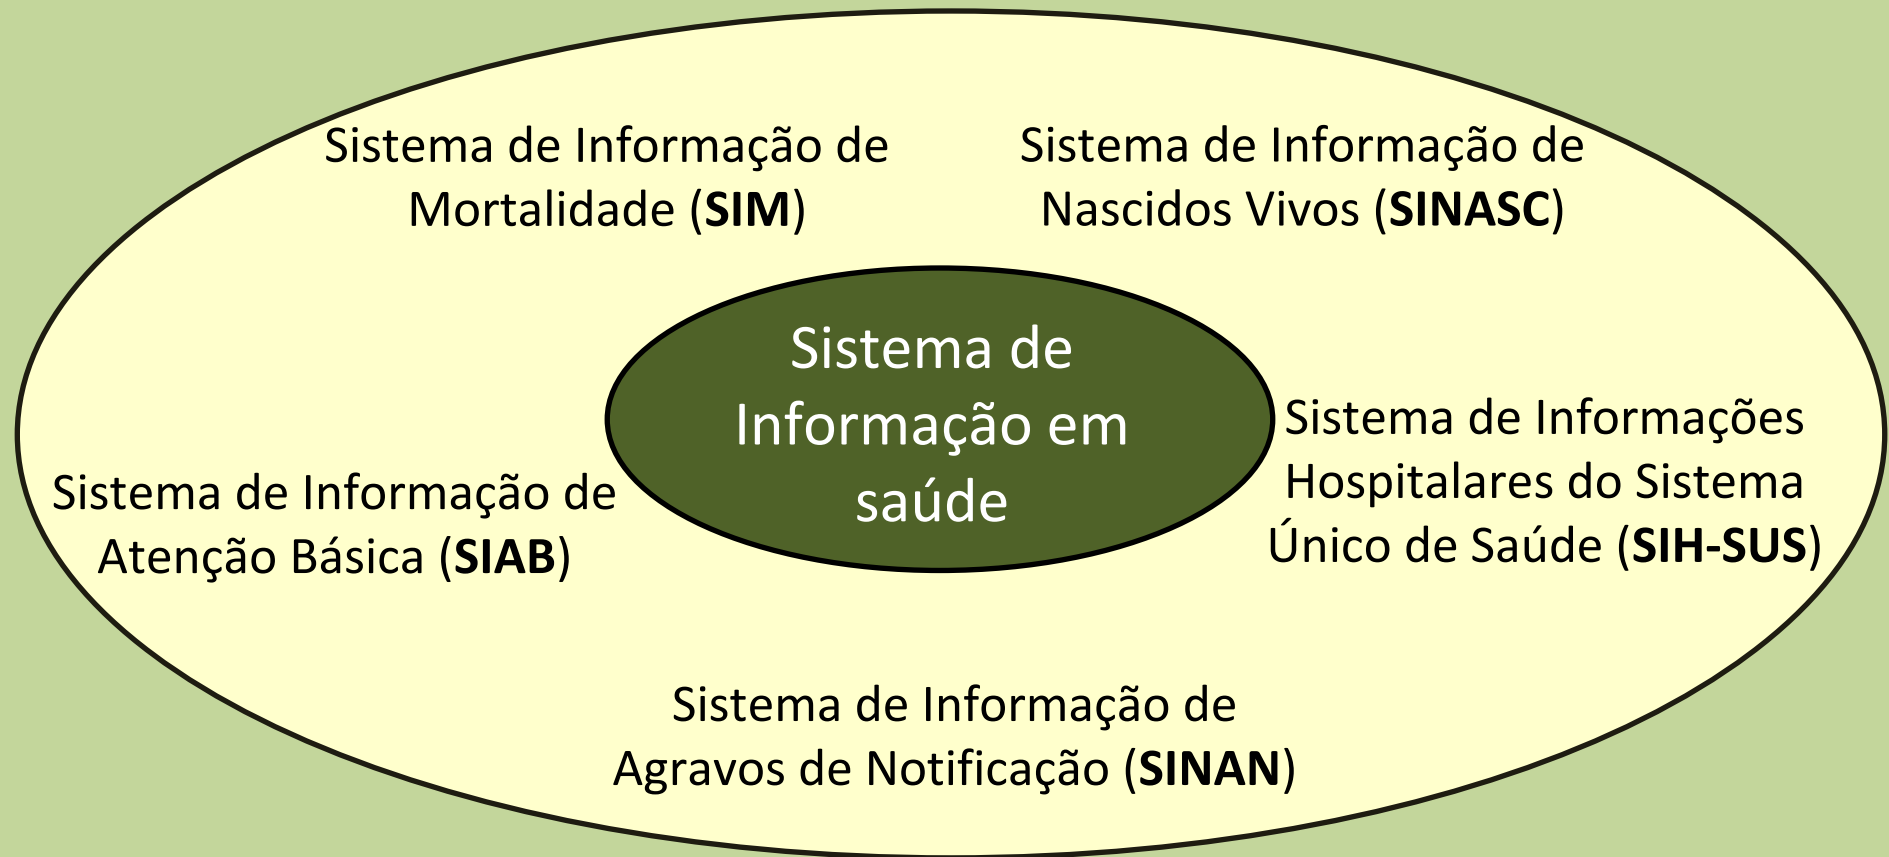 Sistema de Informação de
Mortalidade (SIM)
Sistema de Informação de
Nascidos Vivos (SINASC)
Sistema de
Informação em
saúde
Sistema de Informações
Hospitalares do Sistema
Único de Saúde (SIH-SUS)
Sistema de Informação de
Atenção Básica (SIAB)
Sistema de Informação de
Agravos de Notificação (SINAN)